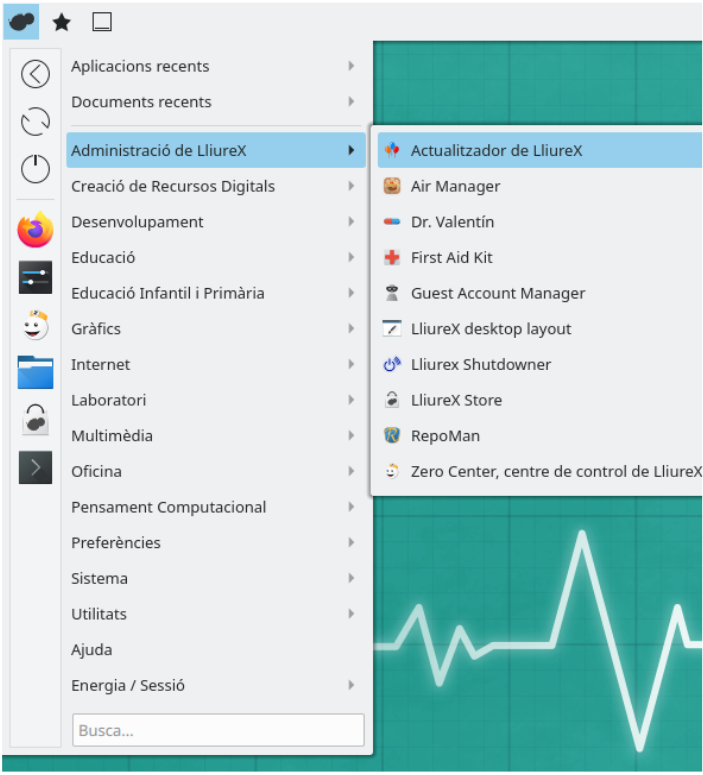 Aplicacions recents
Documents recents
Administració de LliureX
Creació de Recursos Digitals
Desenvolupament
Educació
Educació Infantil i Primària
Gràfics
Internet
Laboratori
Multimèdia
Oficina
Pensament Computacional
Preferències
Sistema
Utilitats
Ajuda
Energia / Sessió
Busca...
Actualitzador de LliureX
Air Manager
Dr. Valentín
First Aid Kit
Guest Account Manager
LliureX desktop layout
Lliurex Shutdowner
LliureX Store
RepoMan
Zero Center, centre de control de LliureX